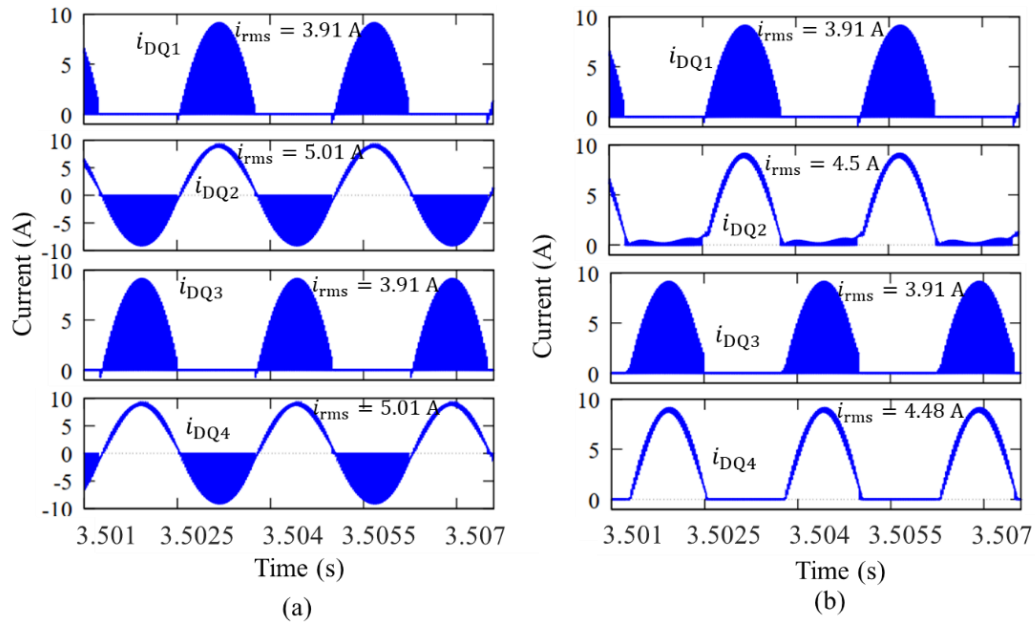 10
5
0
i_DQ1
i_rms = 3.91 A
10
5
0
-5
-10
i_DQ2
i_rms = 5.01 A
10
5
0
i_DQ3
i_rms = 3.91 A
10
5
0
-5
-10
i_DQ4
i_rms = 5.01 A
Current (A)
3.501 3.5025 3.504 3.5055 3.507
Time (s)
(a)
10
5
0
i_DQ1
i_rms = 3.91 A
10
5
0
i_DQ2
i_rms = 4.5 A
10
5
0
i_DQ3
i_rms = 3.91 A
10
5
0
i_DQ4
i_rms = 4.48 A
Current (A)
3.501 3.5025 3.504 3.5055 3.507
Time (s)
(b)